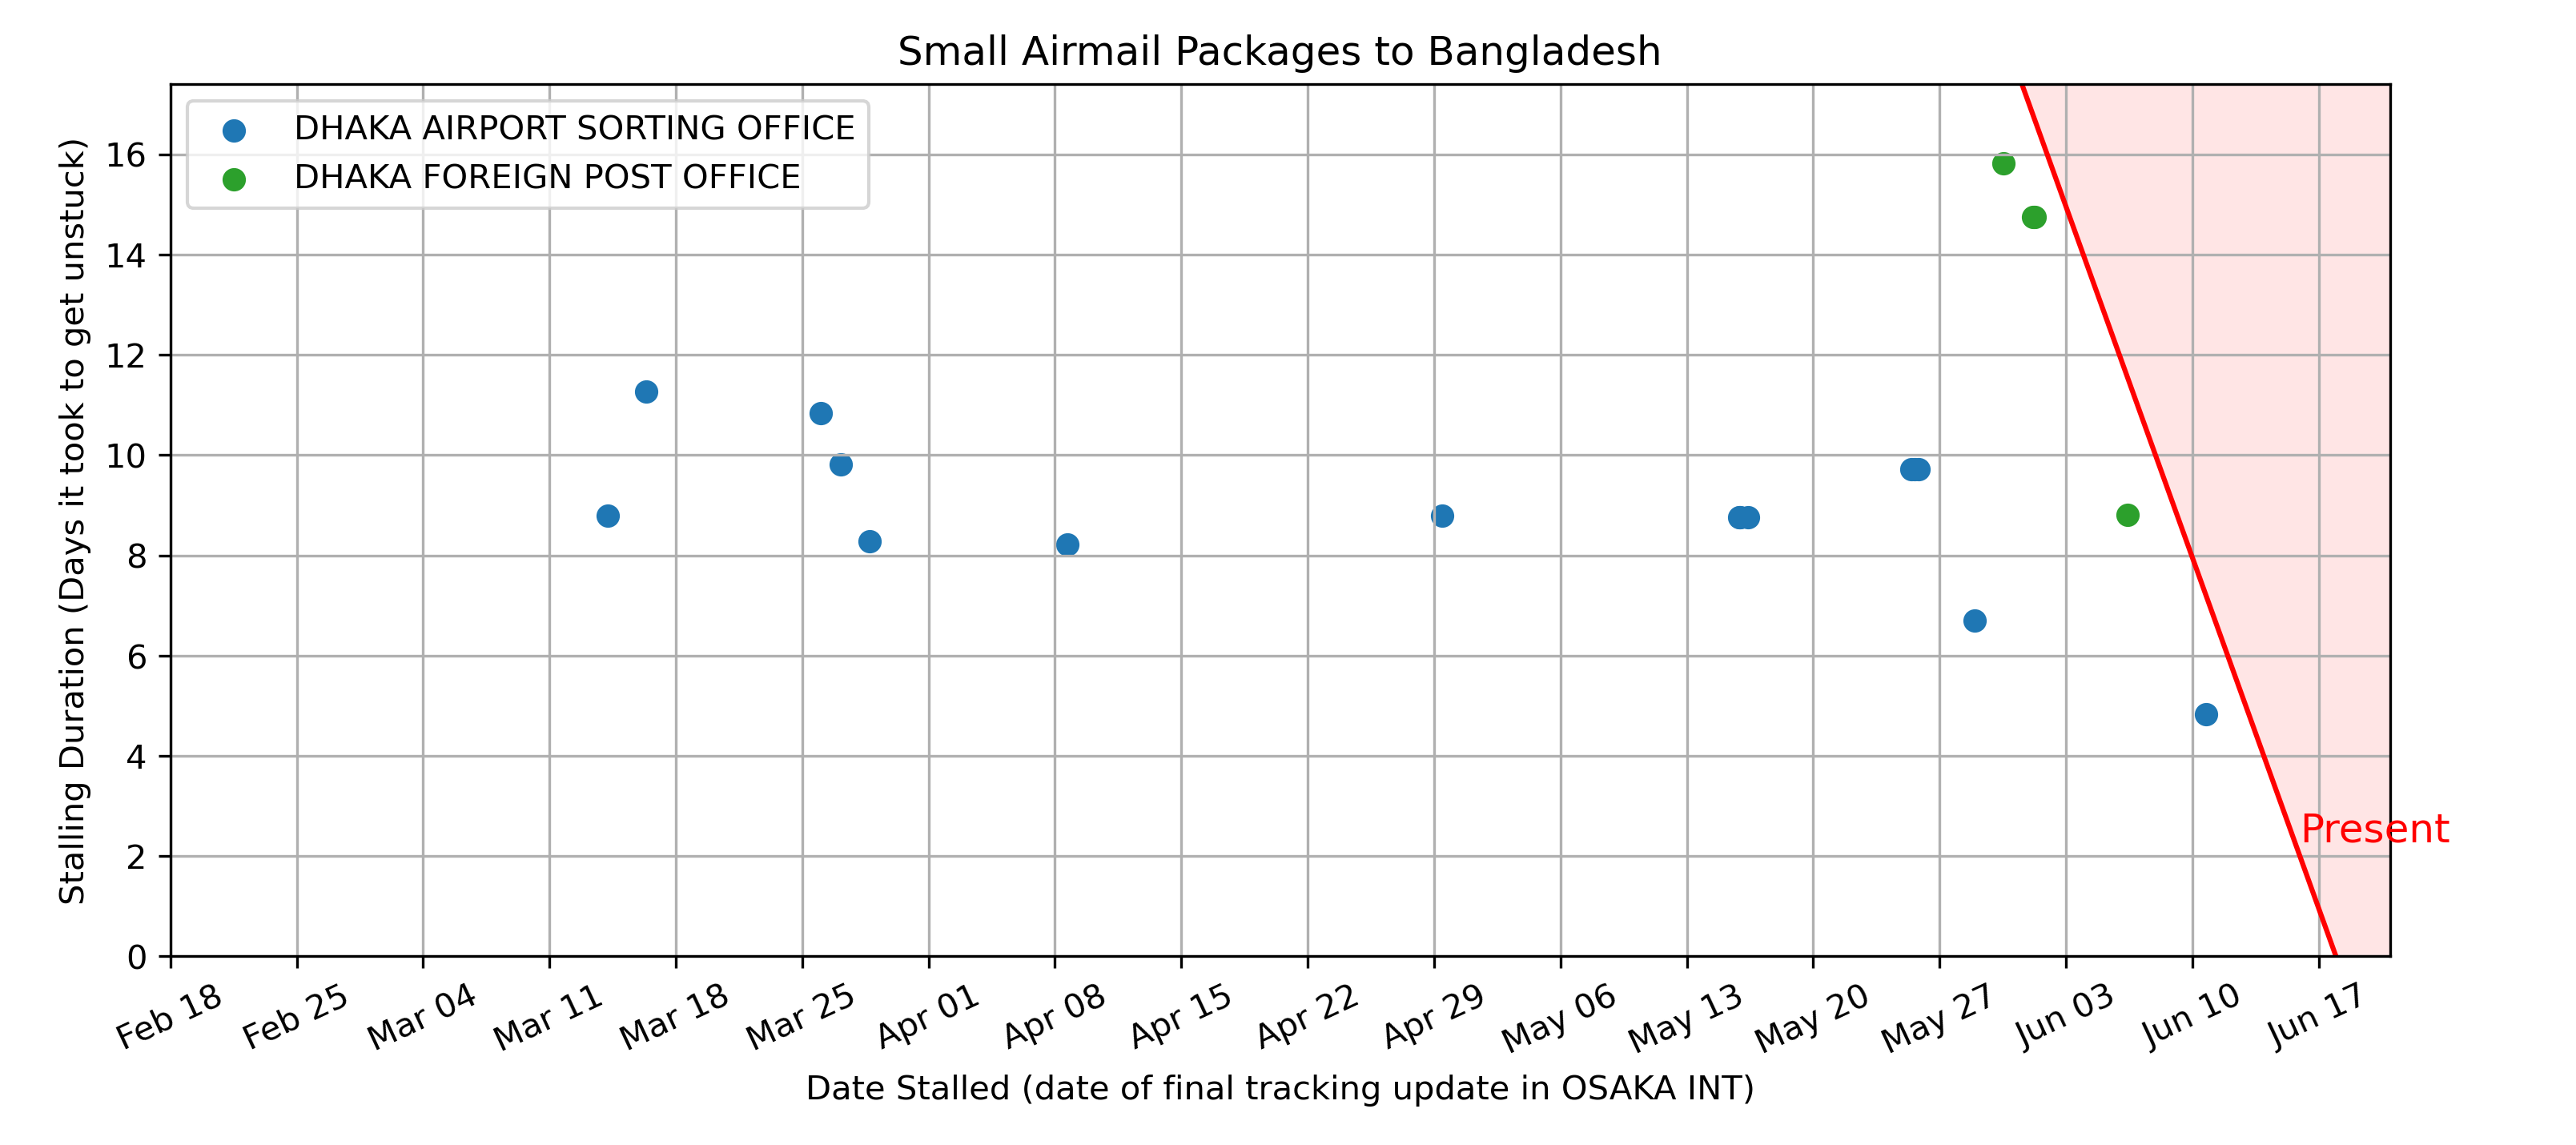 Small Airmail Packages to Bangladesh
DHAKA AIRPORT SORTING OFFICE
DHAKA FOREIGN POST OFFICE
Stalling Duration (Days it took to get unstuck)
16
14
12
10
8
6
4
2
0
Present
Feb 18 Feb 25 Mar 04 Mar 11 Mar 18 Mar 25 Apr 01 Apr 08 Apr 15 Apr 22 Apr 29 May 06 May 13 May 20 May 27 Jun 03 Jun 10 Jun 17
Date Stalled (date of final tracking update in OSAKA INT)